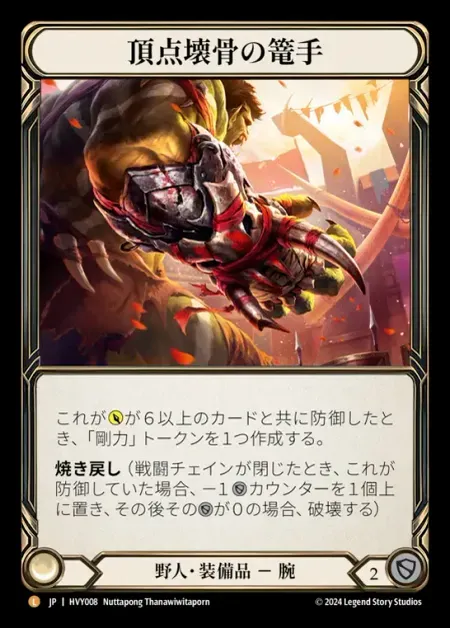 頂点壊骨の篭手
これがが6以上のカードと共に防御したと
き、「剛力」トークンを1つ作成する。
焼き戻し（戦闘チェインが閉じたとき、これが
防御していた場合、－1カウンターを1個上
に置き、その後そのが0の場合、破壊する）
野人・装備品 － 腕
2
L JP | HVY008 Nuttapong Thanawiwitaporn
© 2024 Legend Story Studios